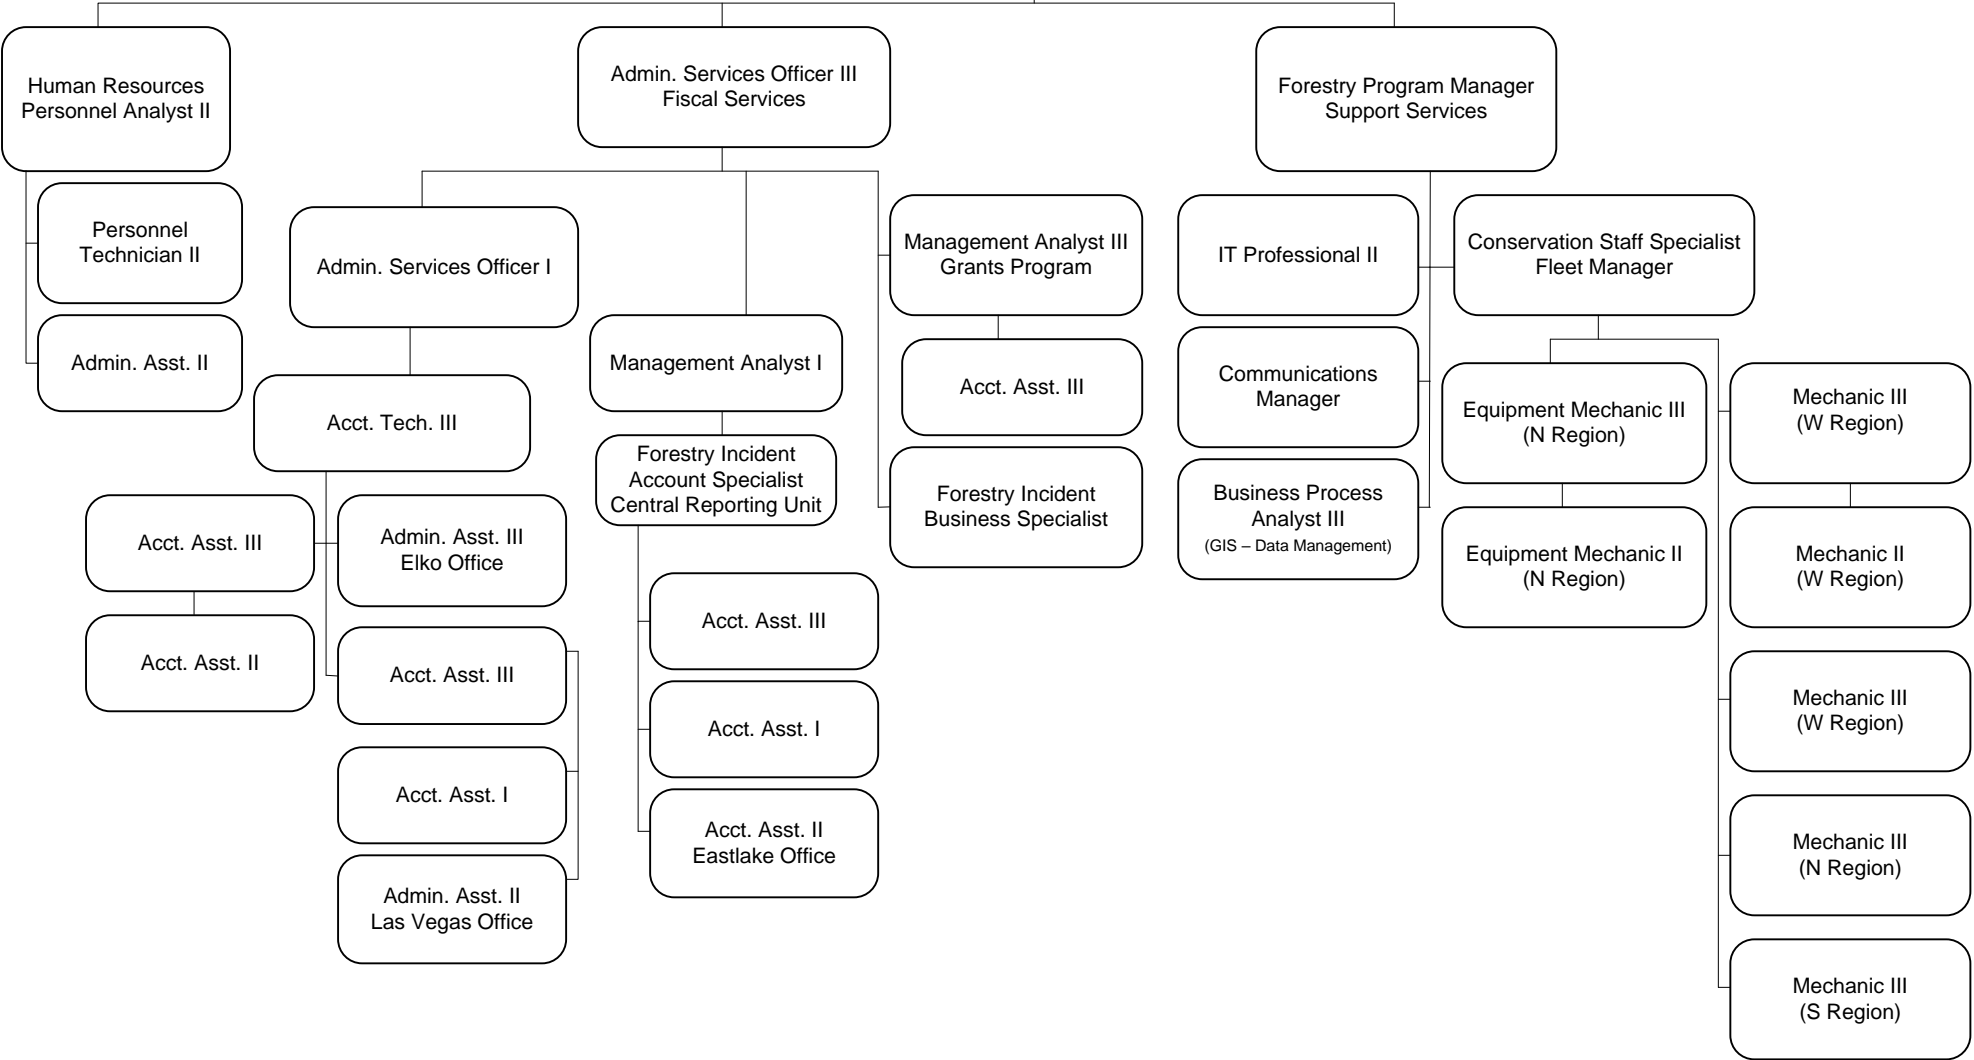 Human Resources
Personnel Analyst II
Admin. Services Officer III
Fiscal Services
Forestry Program Manager
Support Services
Personnel
Technician II
Admin. Asst. II
Admin. Services Officer I
Acct. Tech. III
Acct. Asst. III
Acct. Asst. II
Admin. Asst. III
Elko Office
Acct. Asst. III
Acct. Asst. I
Admin. Asst. II
Las Vegas Office
Management Analyst I
Forestry Incident
Account Specialist
Central Reporting Unit
Acct. Asst. III
Acct. Asst. I
Acct. Asst. II
Eastlake Office
Management Analyst III
Grants Program
Acct. Asst. III
Forestry Incident
Business Specialist
IT Professional II
Communications
Manager
Business Process
Analyst III
(GIS – Data Management)
Conservation Staff Specialist
Fleet Manager
Equipment Mechanic III
(N Region)
Equipment Mechanic II
(N Region)
Mechanic III
(W Region)
Mechanic II
(W Region)
Mechanic III
(W Region)
Mechanic III
(N Region)
Mechanic III
(S Region)